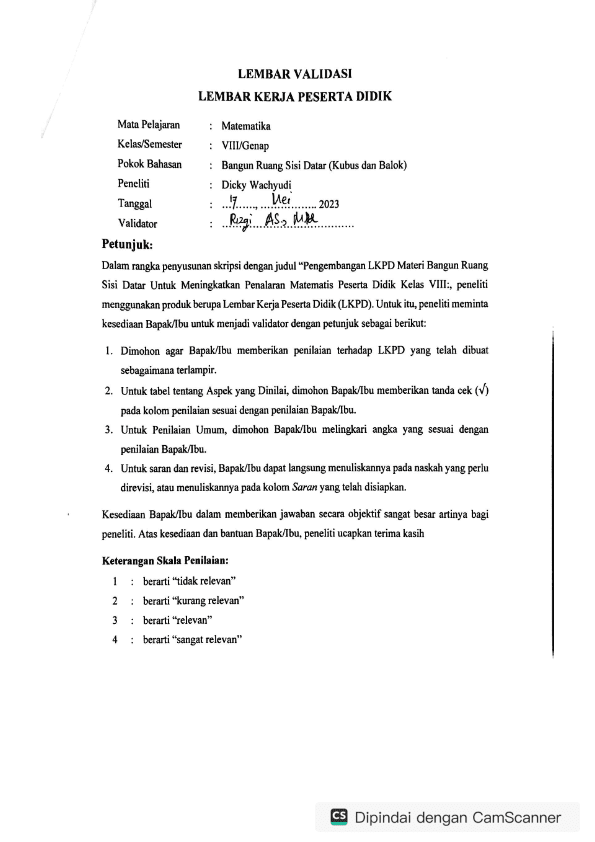 LEMBAR VALIDASI
LEMBAR KERJA PESERTA DIDIK
Mata Pelajaran : Matematika
Kelas/Semester : VIII/Genap
Pokok Bahasan : Bangun Ruang Sisi Datar (Kubus dan Balok)
Peneliti : Dicky Wachyudi
Tanggal : 17, Mei 2023
Validator : Rizqi AS.,
Petunjuk:
Dalam rangka penyusunan skripsi dengan judul “Pengembangan LKPD Materi Bangun Ruang
Sisi Datar Untuk Meningkatkan Penalaran Matematis Peserta Didik Kelas VIII:, peneliti
menggunakan produk berupa Lembar Kerja Peserta Didik (LKPD). Untuk itu, peneliti meminta
kesediaan Bapak/Ibu untuk menjadi validator dengan petunjuk sebagai berikut:
1. Dimohon agar Bapak/Ibu memberikan penilaian terhadap LKPD yang telah dibuat
sebagaimana terlampir.
2. Untuk tabel tentang Aspek yang Dinilai, dimohon Bapak/Ibu memberikan tanda cek (√)
pada kolom penilaian sesuai dengan penilaian Bapak/Ibu.
3. Untuk Penilaian Umum, dimohon Bapak/Ibu melingkari angka yang sesuai dengan
penilaian Bapak/Ibu.
4. Untuk saran dan revisi, Bapak/Ibu dapat langsung menuliskannya pada naskah yang perlu
direvisi, atau menuliskannya pada kolom Saran yang telah disiapkan.
Kesediaan Bapak/Ibu dalam memberikan jawaban secara objektif sangat besar artinya bagi
peneliti. Atas kesediaan dan bantuan Bapak/Ibu, peneliti ucapkan terima kasih
Keterangan Skala Penilaian:
1 : berarti “tidak relevan”
2 : berarti “kurang relevan”
3 : berarti “relevan”
4 : berarti “sangat relevan”
CS Dipindai dengan CamScanner